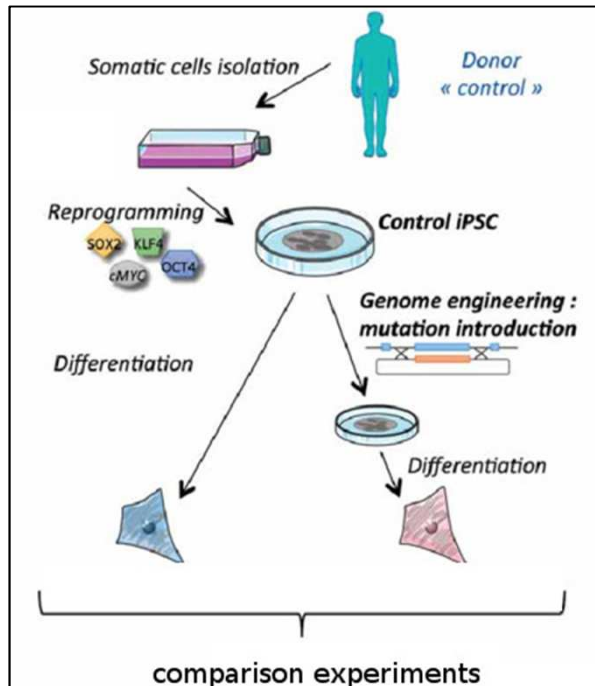 Somatic cells isolation
Donor
« control »
Reprogramming
SOX2 KLF4
cMYC OCT4
Control iPSC
Genome engineering :
mutation introduction
Differentiation
Differentiation
comparison experiments